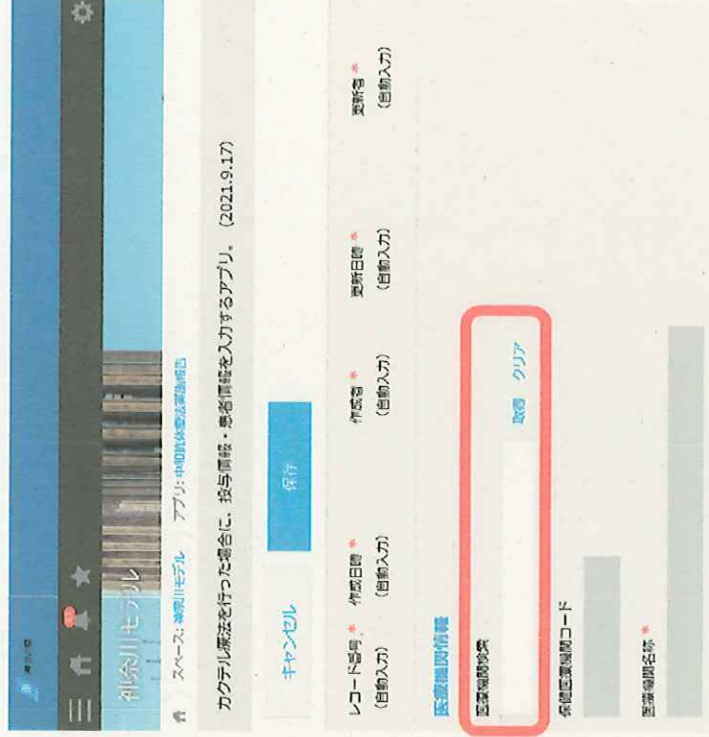 神奈川モデル
スペース: 神奈川モデル アプリ: 中和抗体療法実施報告
カクテル療法を行った場合に、投与情報・患者情報を入力するアプリ。 (2021.9.17)
キャンセル 保存
レコード番号 * 作成日時 * 作成者 * 更新日時 * 更新者 *
(自動入力) (自動入力) (自動入力) (自動入力) (自動入力)
医療機関情報
医療機関検索
取得 クリア
保健医療機関コード
医療機関名称 *